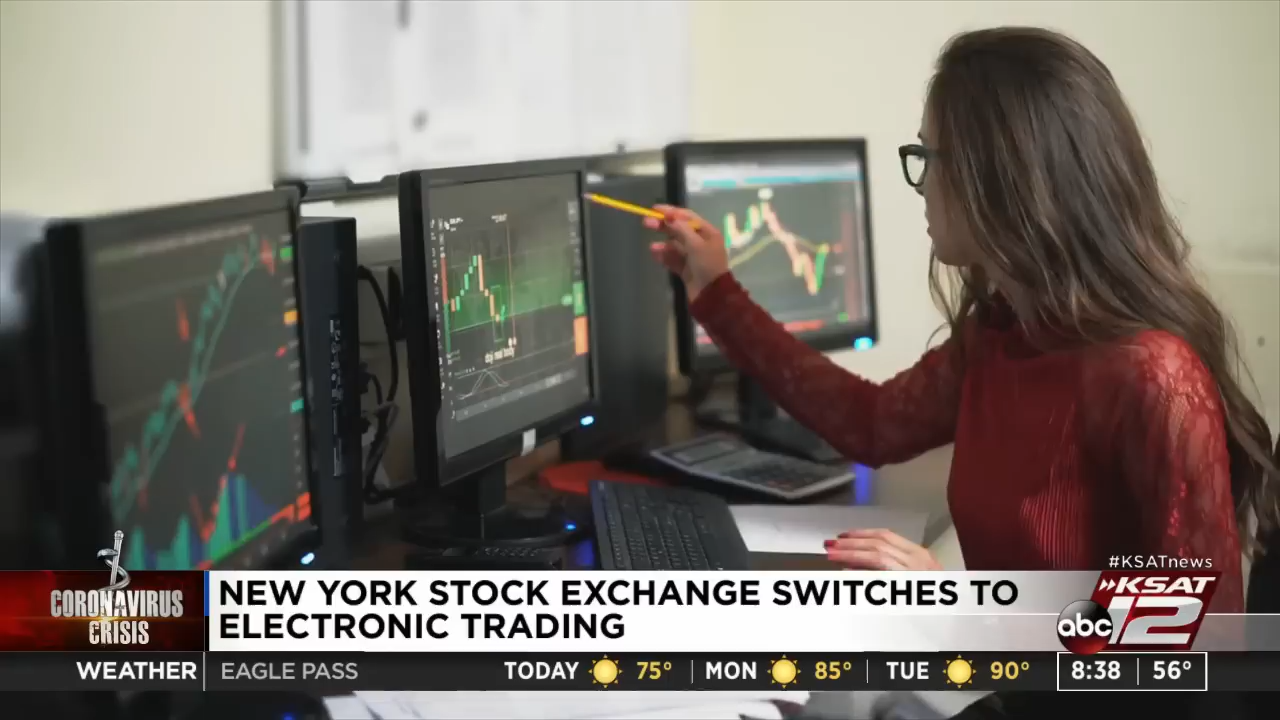 #KSATnews
CORONAVIRUS
CRISIS
NEW YORK STOCK EXCHANGE SWITCHES TO
ELECTRONIC TRADING
KSAT
abc 12
WEATHER EAGLE PASS TODAY 75° MON 85° TUE 90° 8:38 56°